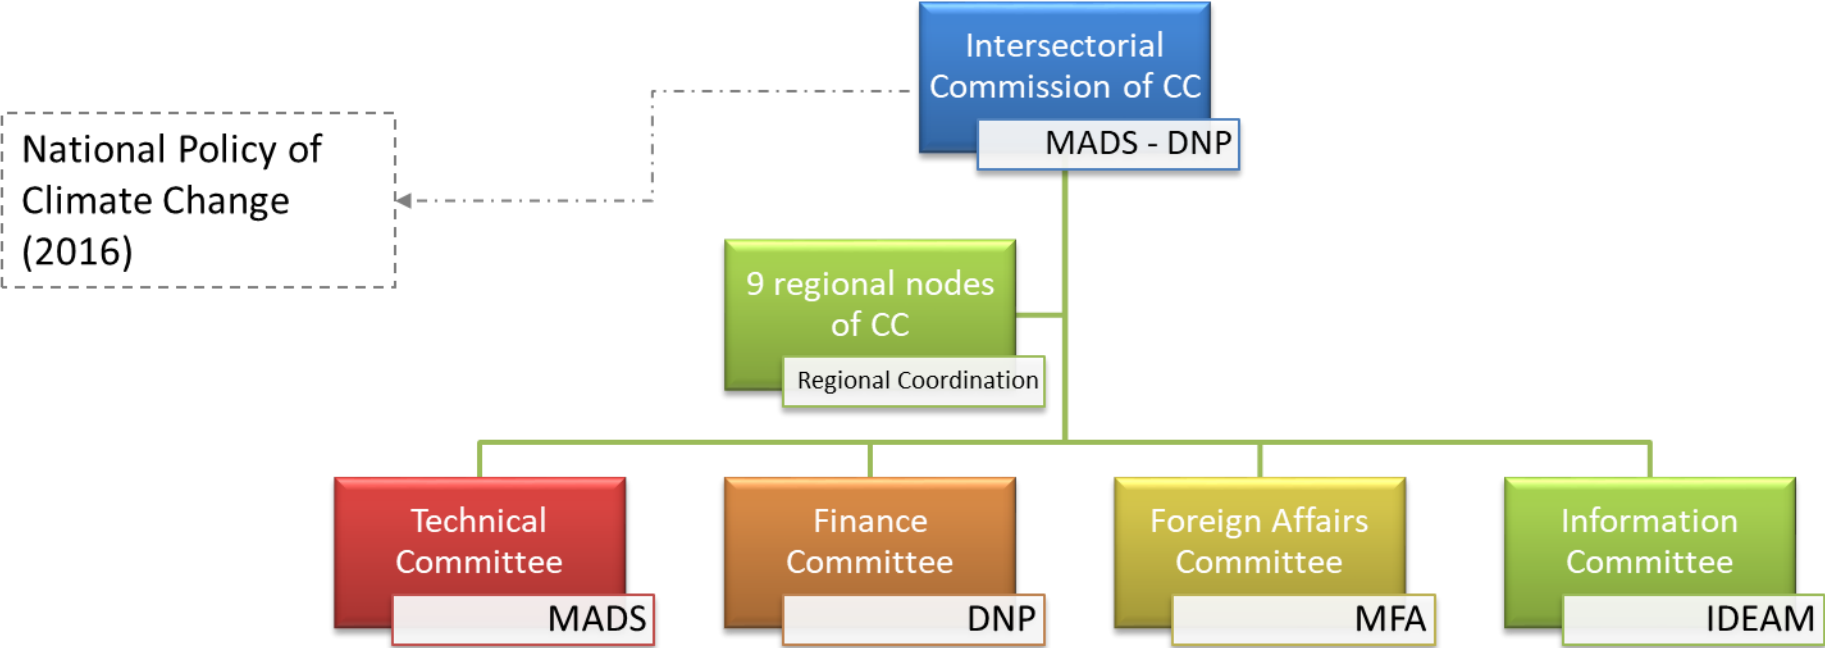 Intersectorial
Commission of CC
MADS - DNP
National Policy of
Climate Change
(2016)
9 regional nodes
of CC
Regional Coordination
Technical
Committee
MADS
Finance
Committee
DNP
Foreign Affairs
Committee
MFA
Information
Committee
IDEAM